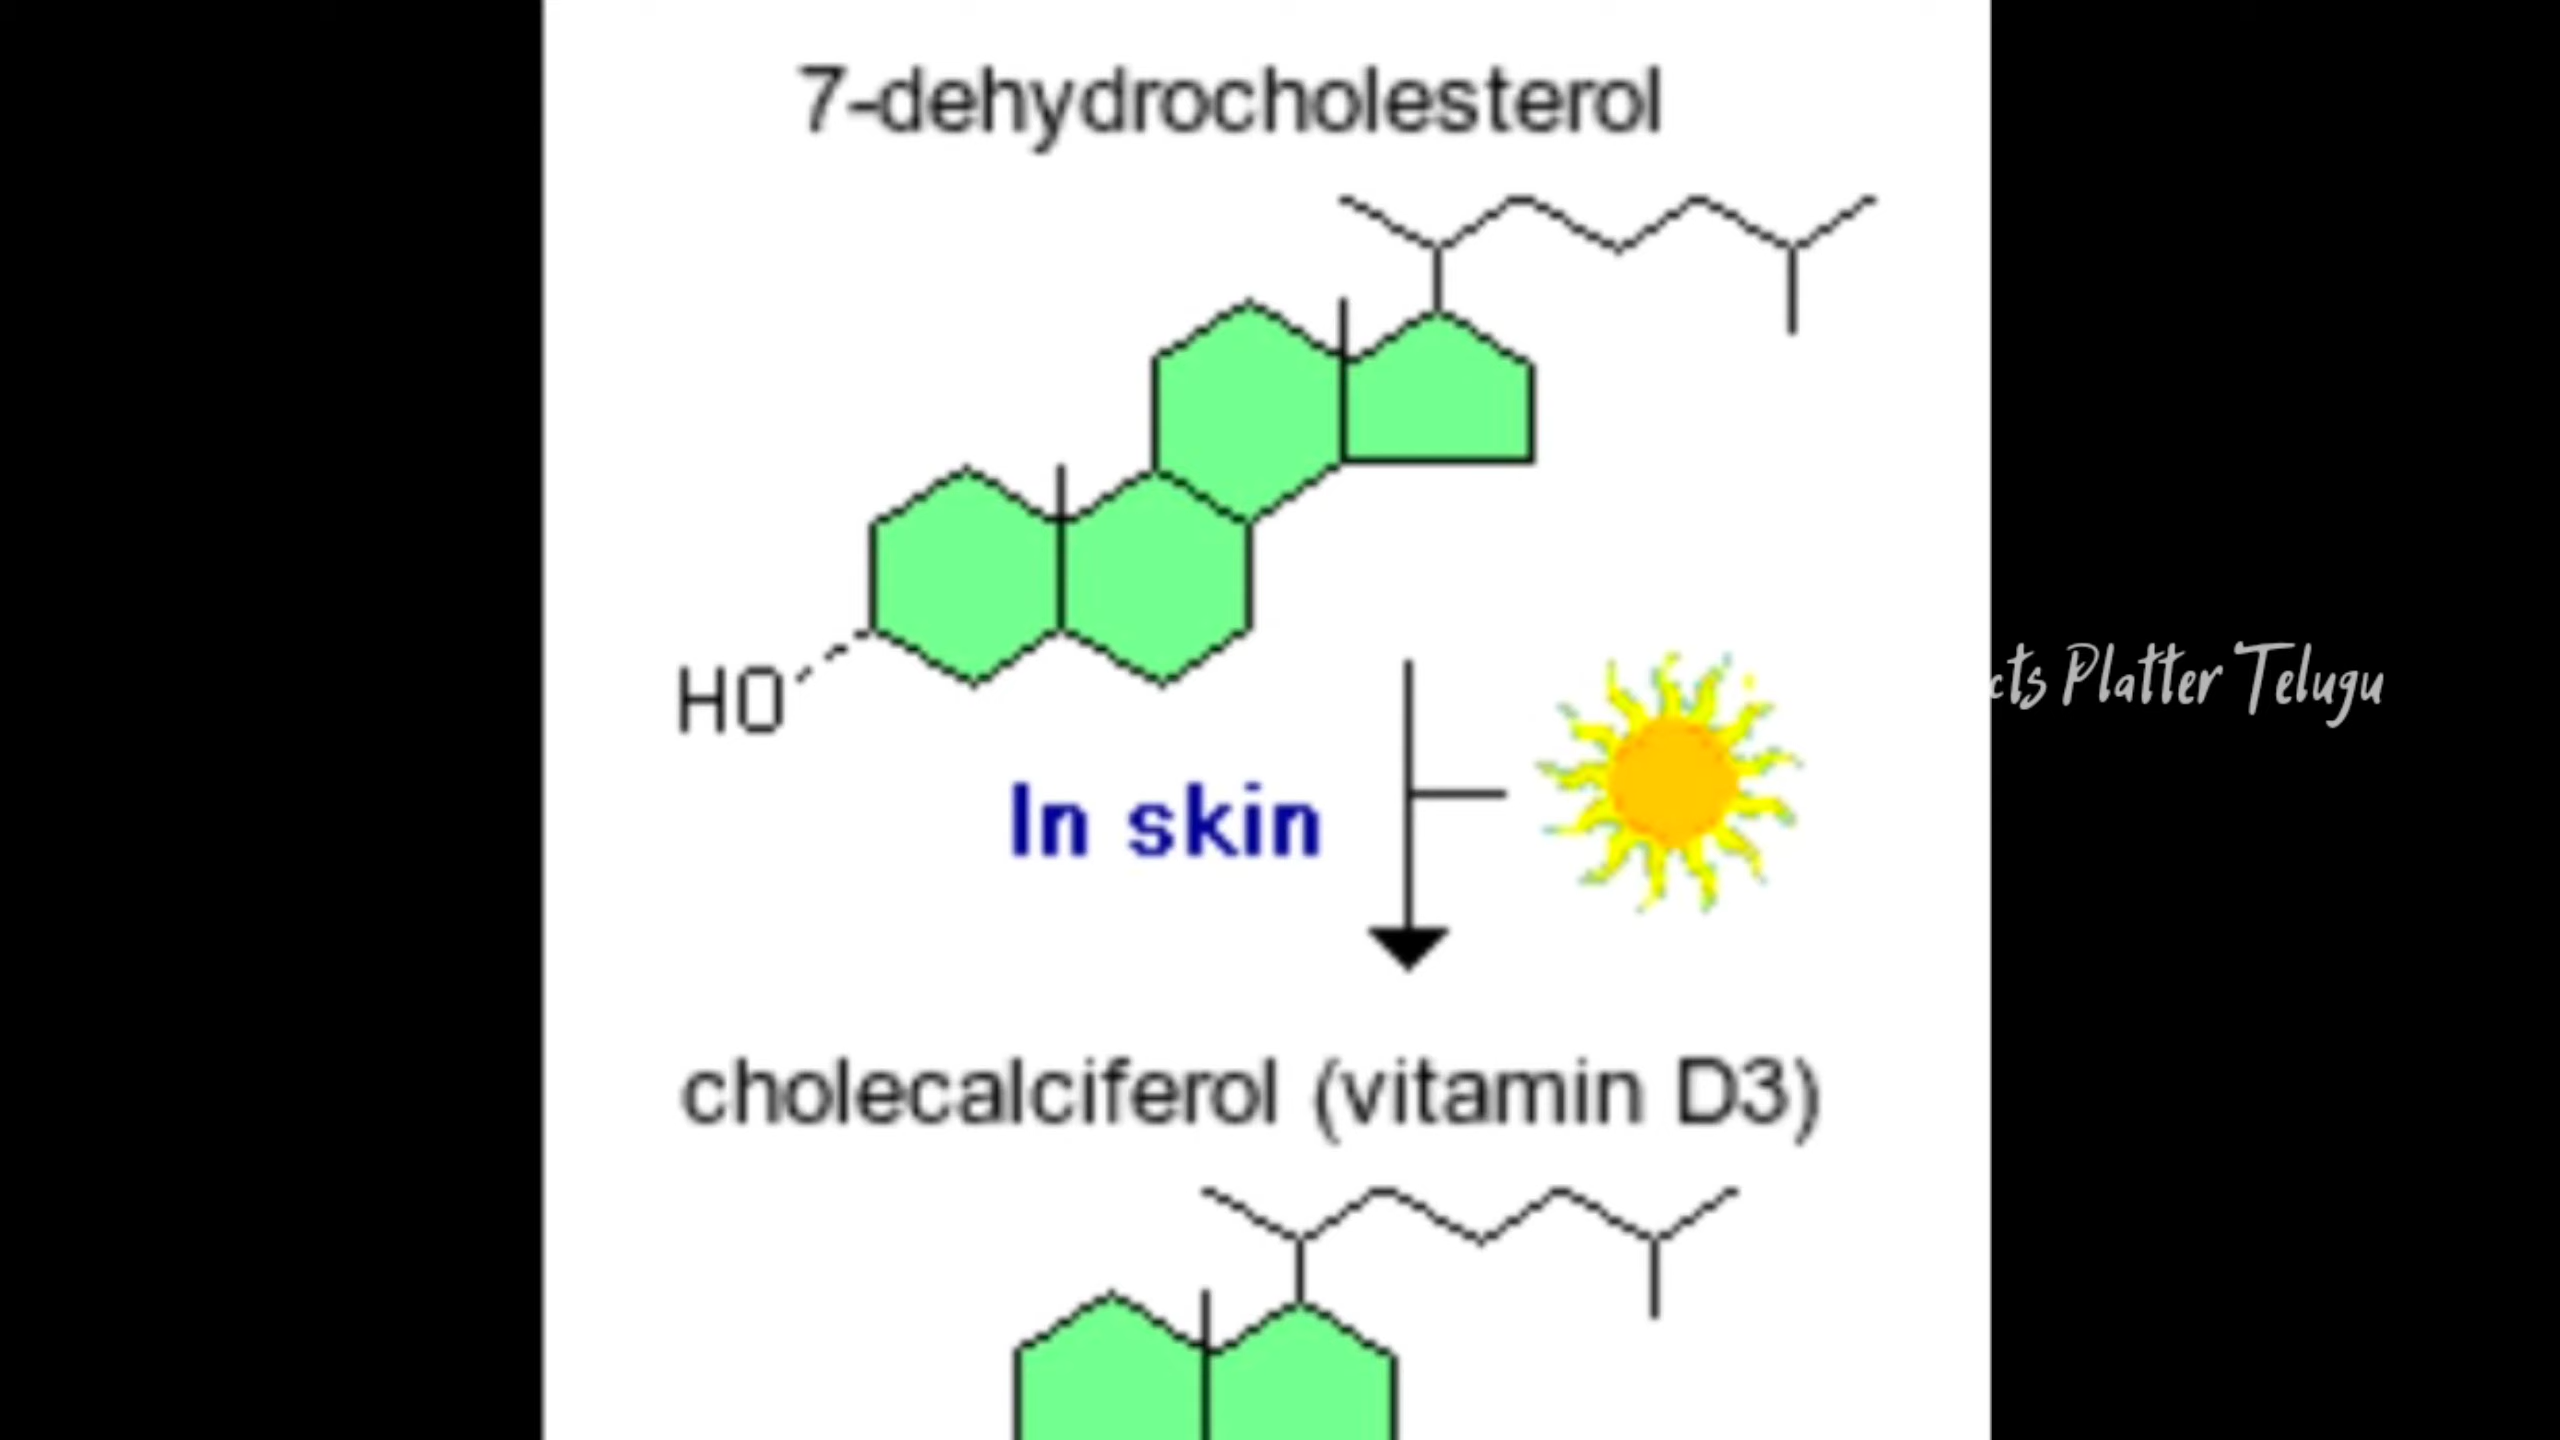 7-dehydrocholesterol
HO
In skin
cholecalciferol (vitamin D3)
Platter Telugu